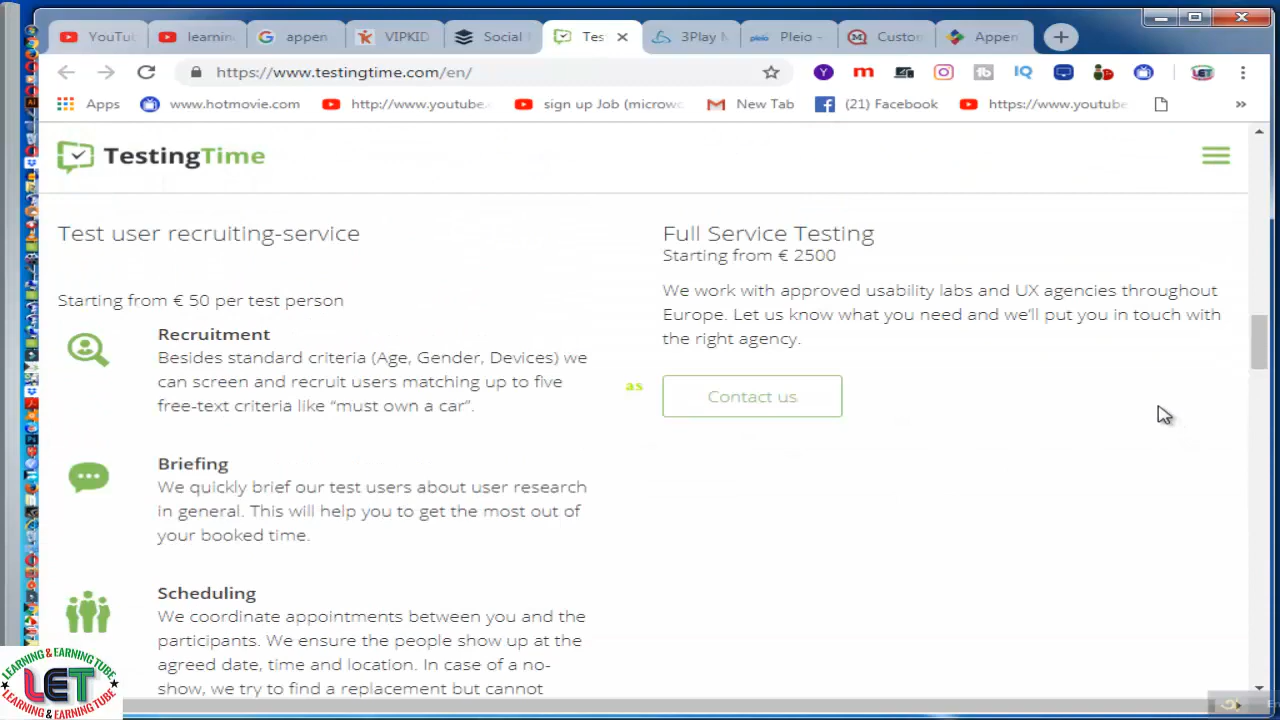 YouTu
learnin
appen
VIPKID
Social
Tes
3Play M
Pleio -
Custo
Appen
https://www.testingtime.com/en/
Apps
www.hotmovie.com
http://www.youtube.
sign up Job (microw
New Tab
(21) Facebook
https://www.youtube
TestingTime
Test user recruiting-service
Starting from € 50 per test person
Recruitment
Besides standard criteria (Age, Gender, Devices) we
can screen and recruit users matching up to five
free-text criteria like “must own a car”.
Briefing
We quickly brief our test users about user research
in general. This will help you to get the most out of
your booked time.
Scheduling
We coordinate appointments between you and the
participants. We ensure the people show up at the
agreed date, time and location. In case of a no-
show, we try to find a replacement but cannot
Full Service Testing
Starting from € 2500
We work with approved usability labs and UX agencies throughout
Europe. Let us know what you need and we’ll put you in touch with
the right agency.
as
Contact us
LEARNING & EARNING TUBE
LET
LEARNING & EARNING TUBE